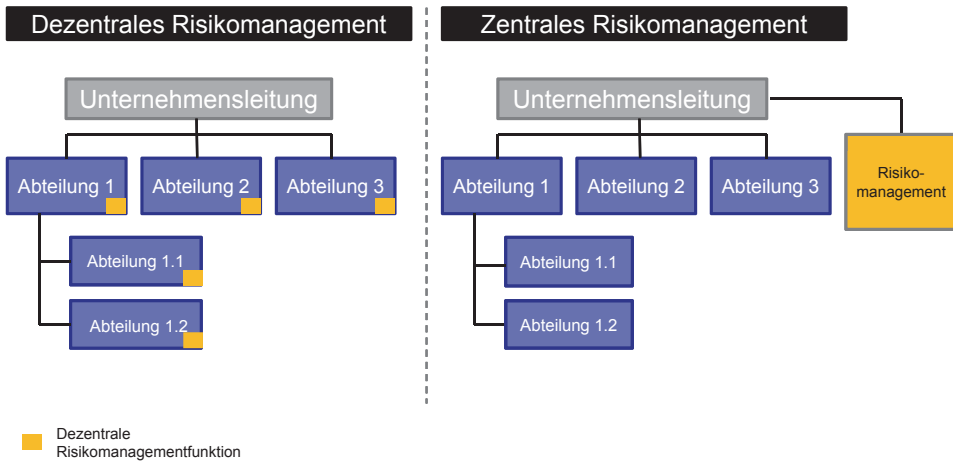 Dezentrales Risikomanagement
Unternehmensleitung
Abteilung 1
Abteilung 2
Abteilung 3
Abteilung 1.1
Abteilung 1.2
Dezentrale
Risikomanagementfunktion
Zentrales Risikomanagement
Unternehmensleitung
Abteilung 1
Abteilung 2
Abteilung 3
Risiko-
management
Abteilung 1.1
Abteilung 1.2